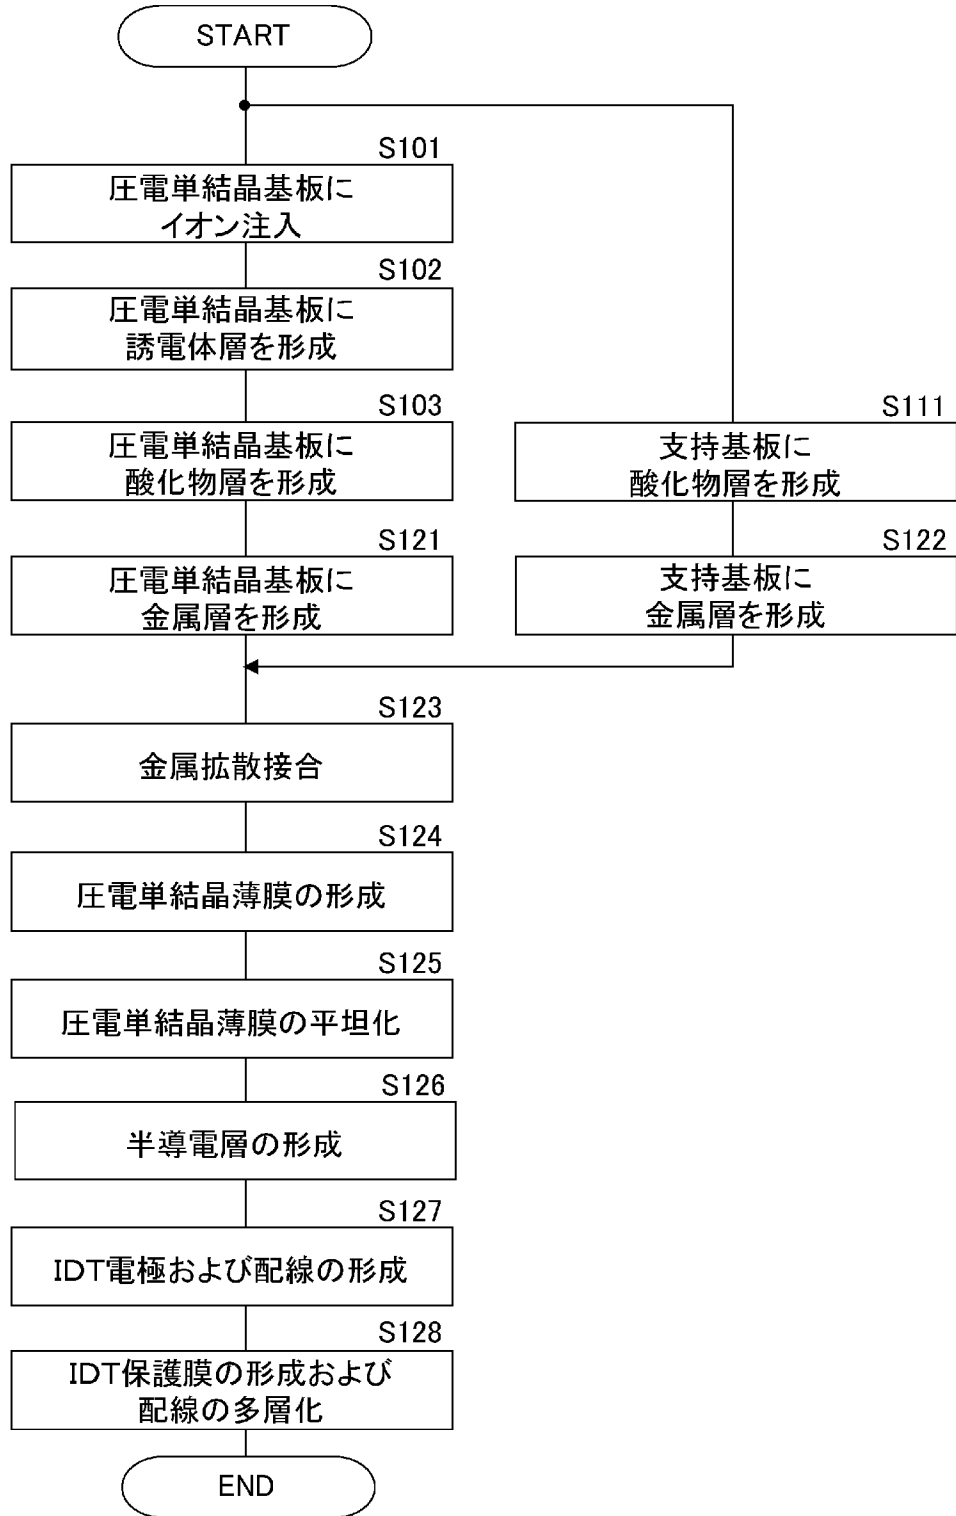 START
S101
圧電単結晶基板に
イオン注入
S102
圧電単結晶基板に
誘電体層を形成
S103
圧電単結晶基板に
酸化物層を形成
S111
支持基板に
酸化物層を形成
S121
圧電単結晶基板に
金属層を形成
S122
支持基板に
金属層を形成
S123
金属拡散接合
S124
圧電単結晶薄膜の形成
S125
圧電単結晶薄膜の平坦化
S126
半導電層の形成
S127
IDT電極および配線の形成
S128
IDT保護膜の形成および
配線の多層化
END